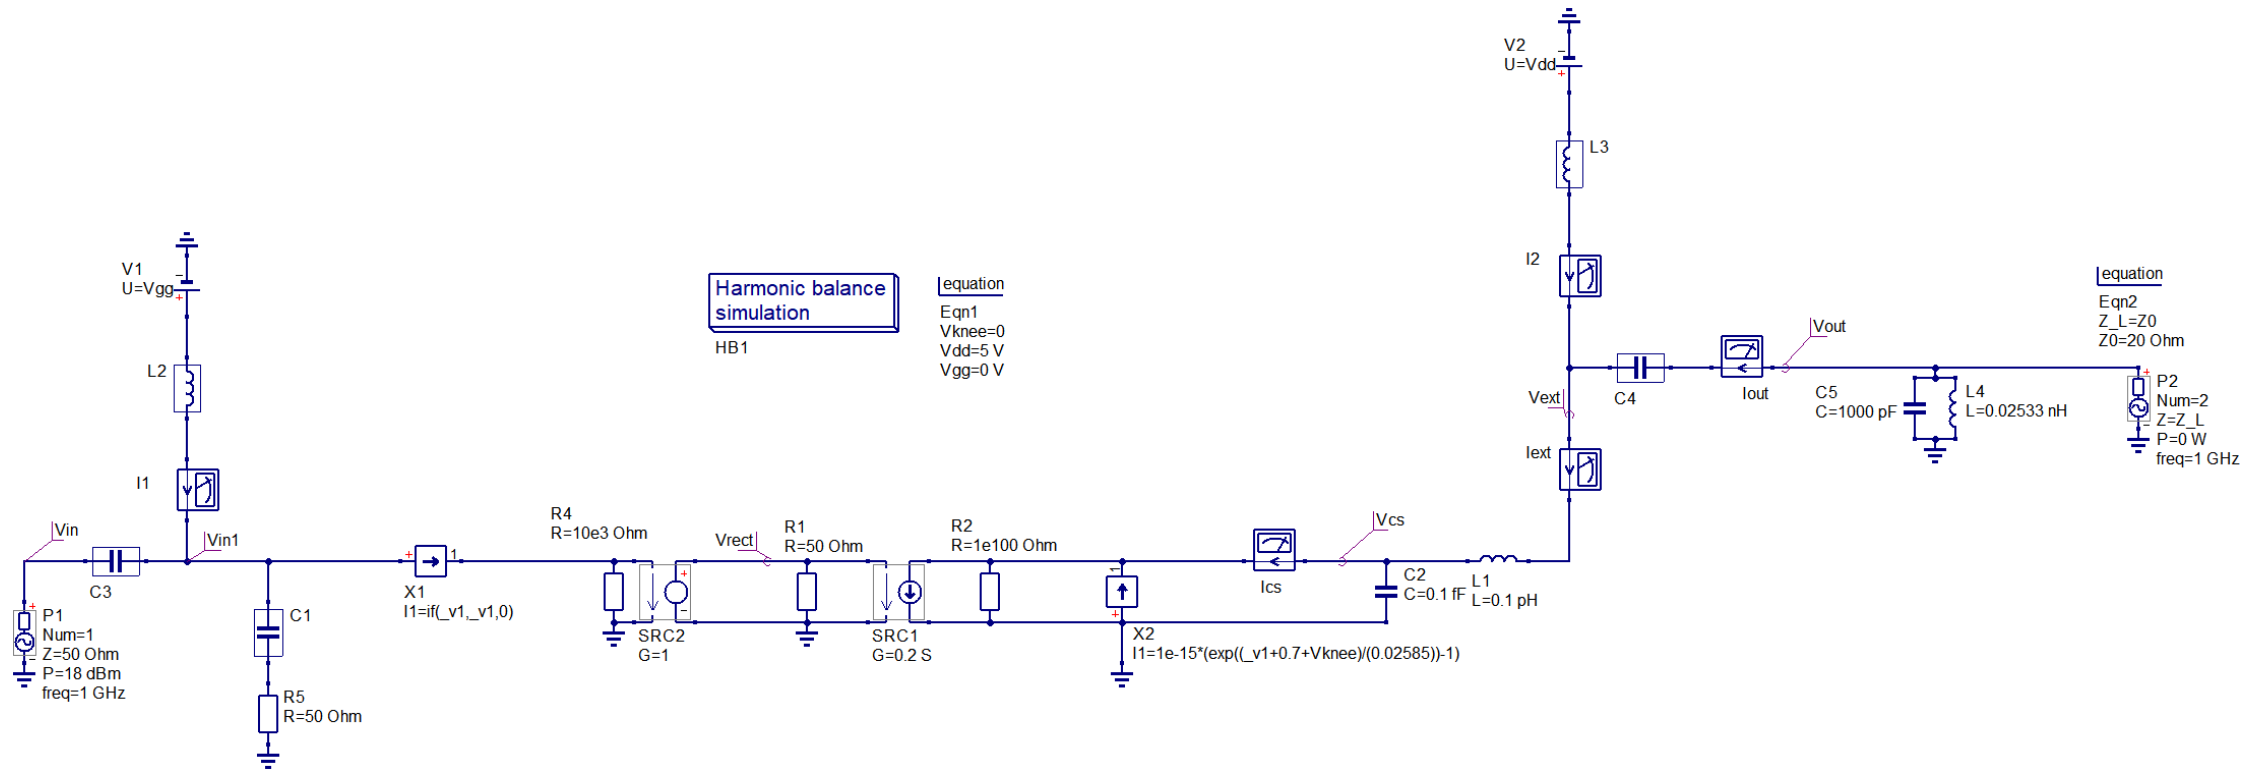 V2
U=Vdd
L3
I2
V1
U=Vgg
Harmonic balance
simulation
HB1
equation
Eqn1
Vknee=0
Vdd=5 V
Vgg=0 V
equation
Eqn2
Z_L=Z0
Z0=20 Ohm
L2
I1
Vout
Iout
C4
Vext
Iext
C5
C=1000 pF
L4
L=0.02533 nH
P2
Num=2
Z=Z_L
P=0 W
freq=1 GHz
Vin
Vin1
C3
P1
Num=1
Z=50 Ohm
P=18 dBm
freq=1 GHz
C1
R5
R=50 Ohm
X1
I1=if(_v1,_v1,0)
1
R4
R=10e3 Ohm
SRC2
G=1
Vrect
R1
R=50 Ohm
SRC1
G=0.2 S
R2
R=1e100 Ohm
1
X2
I1=1e-15*(exp((_v1+0.7+Vknee)/(0.02585))-1)
Ics
Vcs
C2
C=0.1 fF
L1
L=0.1 pH